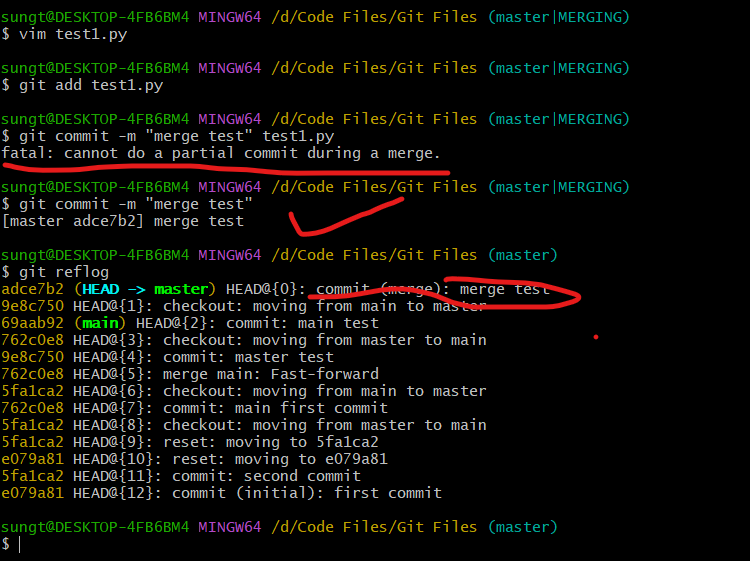 sungt@DESKTOP-4FB6BM4 MINGW64 /d/Code Files/Git Files (master|MERGING)
$ vim test1.py
sungt@DESKTOP-4FB6BM4 MINGW64 /d/Code Files/Git Files (master|MERGING)
$ git add test1.py
sungt@DESKTOP-4FB6BM4 MINGW64 /d/Code Files/Git Files (master|MERGING)
$ git commit -m "merge test" test1.py
fatal: cannot do a partial commit during a merge.
sungt@DESKTOP-4FB6BM4 MINGW64 /d/Code Files/Git Files (master|MERGING)
$ git commit -m "merge test"
[master adce7b2] merge test
sungt@DESKTOP-4FB6BM4 MINGW64 /d/Code Files/Git Files (master)
$ git reflog
adce7b2 (HEAD -> master) HEAD@{0}: commit (merge): merge test
9e8c750 HEAD@{1}: checkout: moving from main to master
69aab92 (main) HEAD@{2}: commit: main test
762c0e8 HEAD@{3}: checkout: moving from master to main
9e8c750 HEAD@{4}: commit: master test
762c0e8 HEAD@{5}: merge main: Fast-forward
5fa1ca2 HEAD@{6}: checkout: moving from main to master
762c0e8 HEAD@{7}: commit: main first commit
5fa1ca2 HEAD@{8}: checkout: moving from master to main
5fa1ca2 HEAD@{9}: reset: moving to 5fa1ca2
e079a81 HEAD@{10}: reset: moving to e079a81
5fa1ca2 HEAD@{11}: commit: second commit
e079a81 HEAD@{12}: commit (initial): first commit
sungt@DESKTOP-4FB6BM4 MINGW64 /d/Code Files/Git Files (master)
$